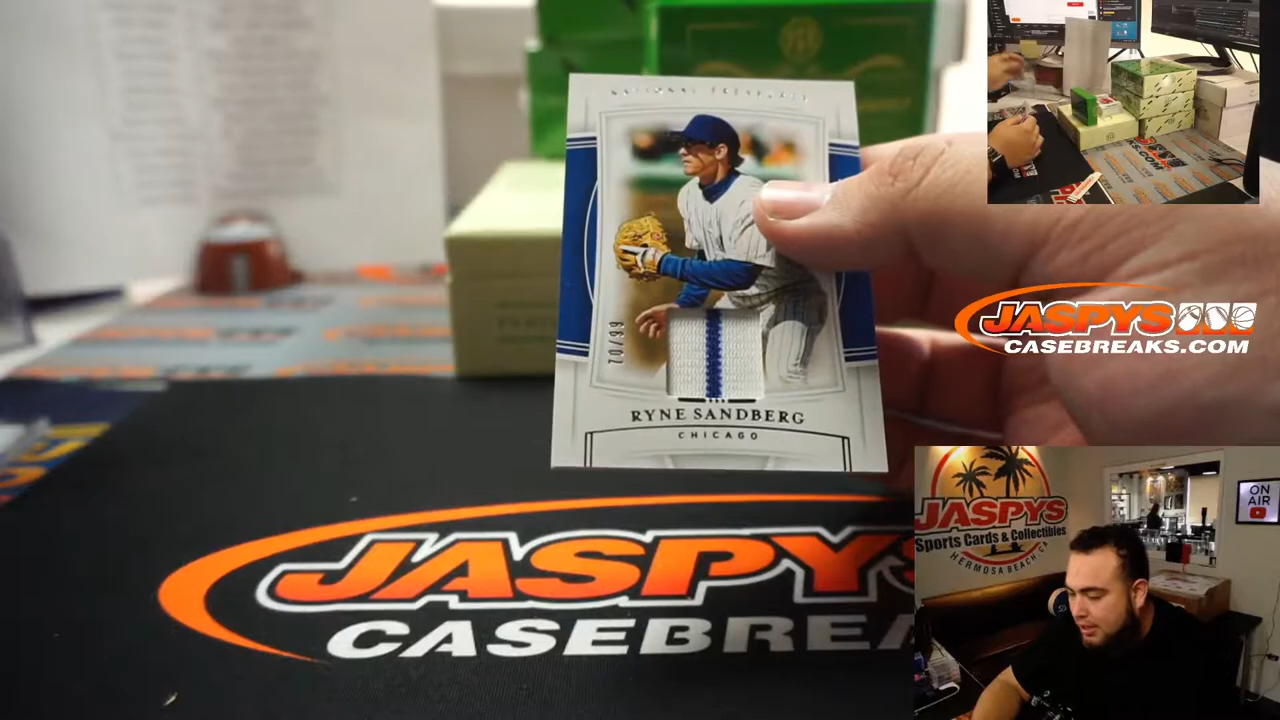 NATIONAL TREASURES
70/99
RYNE SANDBERG
CHICAGO
JASPYS
CASEBREAKS.COM
JASPYS
CASEBREA
JASPYS
Sports Cards & Collectibles
HERMOSA BEACH, CA
ON
AIR